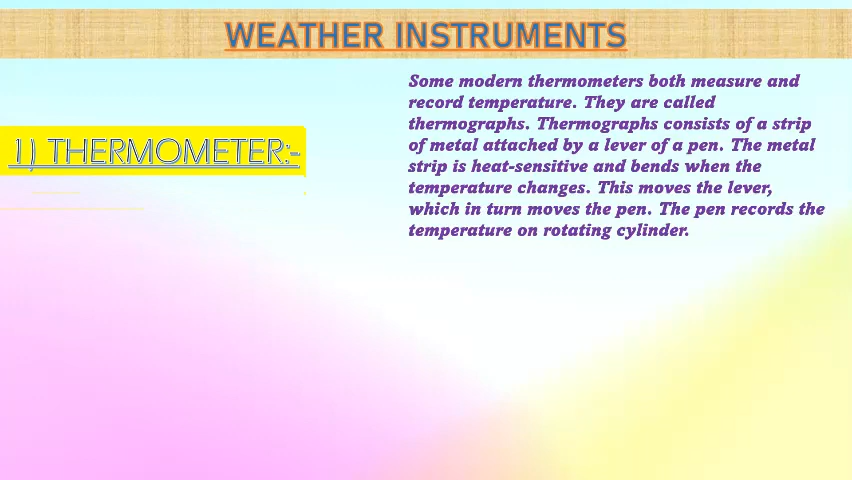 WEATHER INSTRUMENTS
1) THERMOMETER:-
Some modern thermometers both measure and
record temperature. They are called
thermographs. Thermographs consists of a strip
of metal attached by a lever of a pen. The metal
strip is heat-sensitive and bends when the
temperature changes. This moves the lever,
which in turn moves the pen. The pen records the
temperature on rotating cylinder.